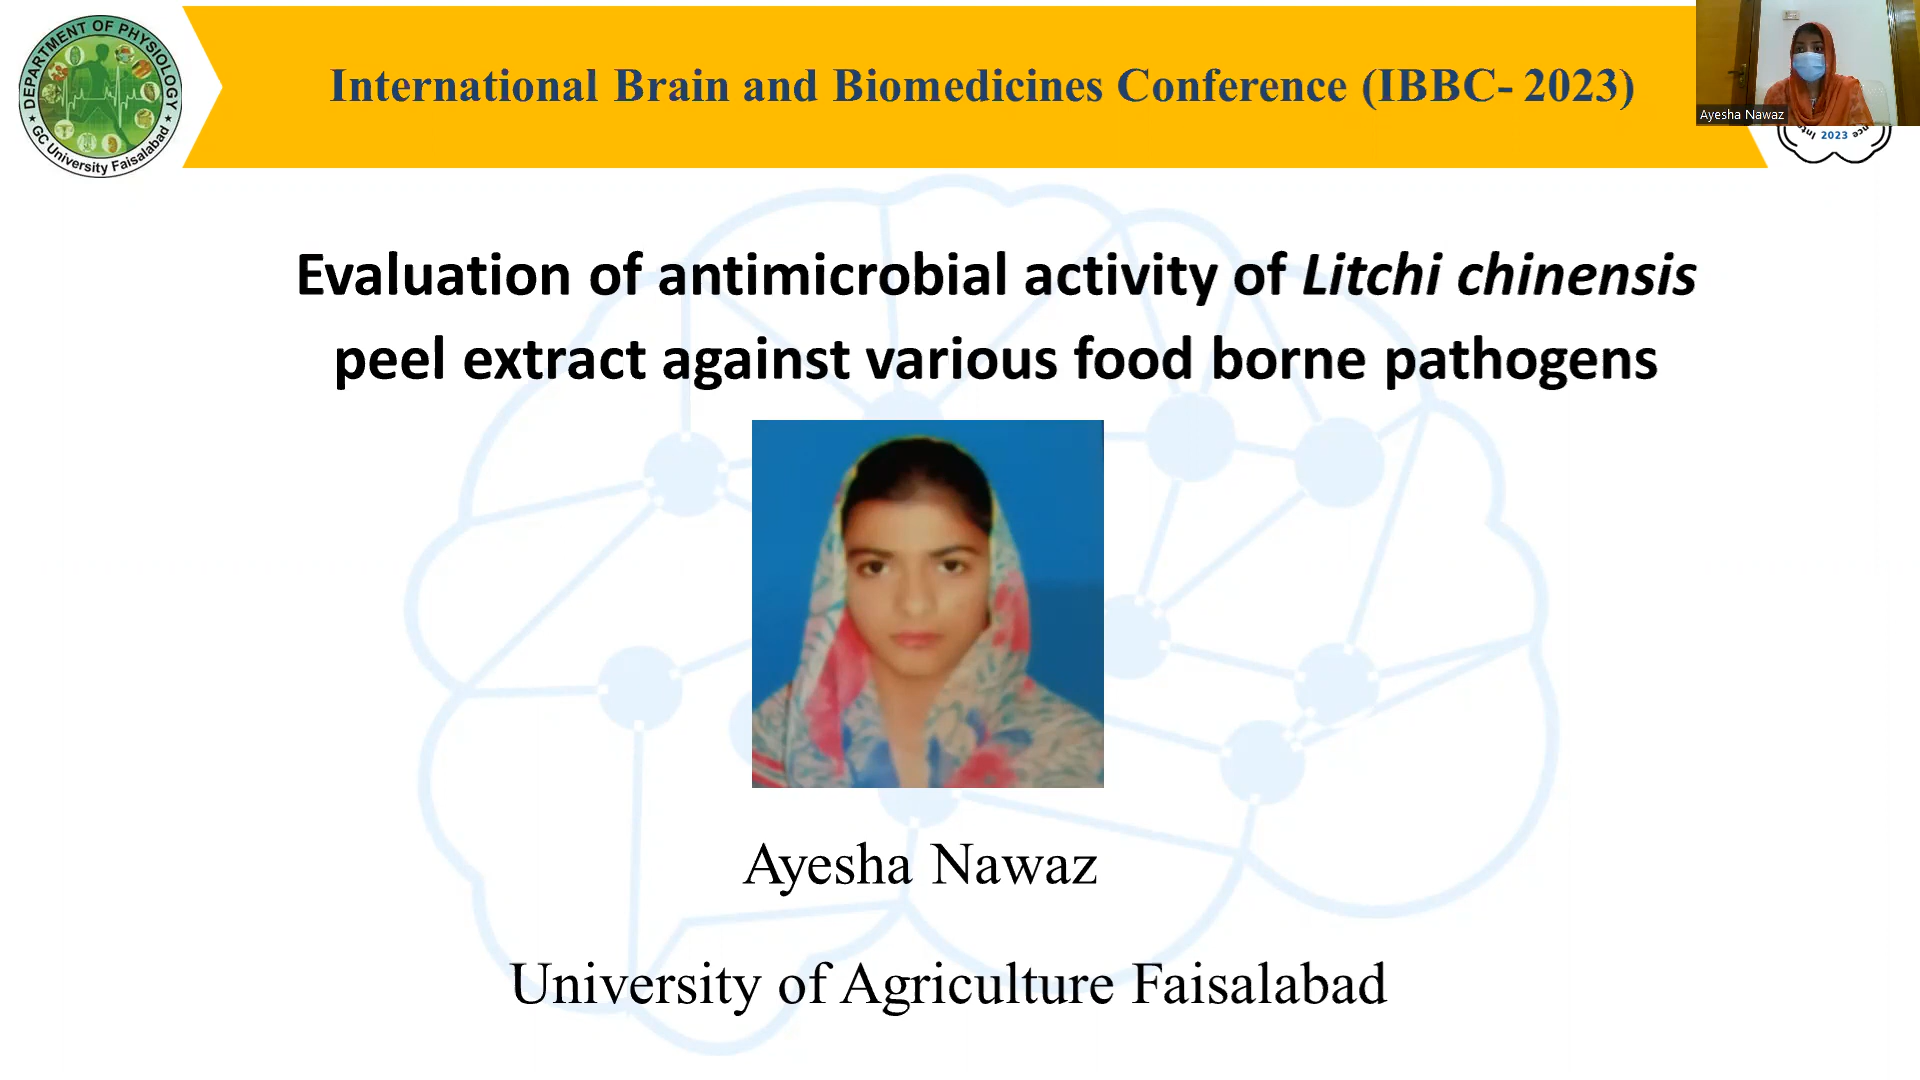 DEPARTMENT OF PHYSIOLOGY
GC University Faisalabad
International Brain and Biomedicines Conference (IBBC- 2023)
Ayesha Nawaz
2023
Evaluation of antimicrobial activity of Litchi chinensis
peel extract against various food borne pathogens
Ayesha Nawaz
University of Agriculture Faisalabad